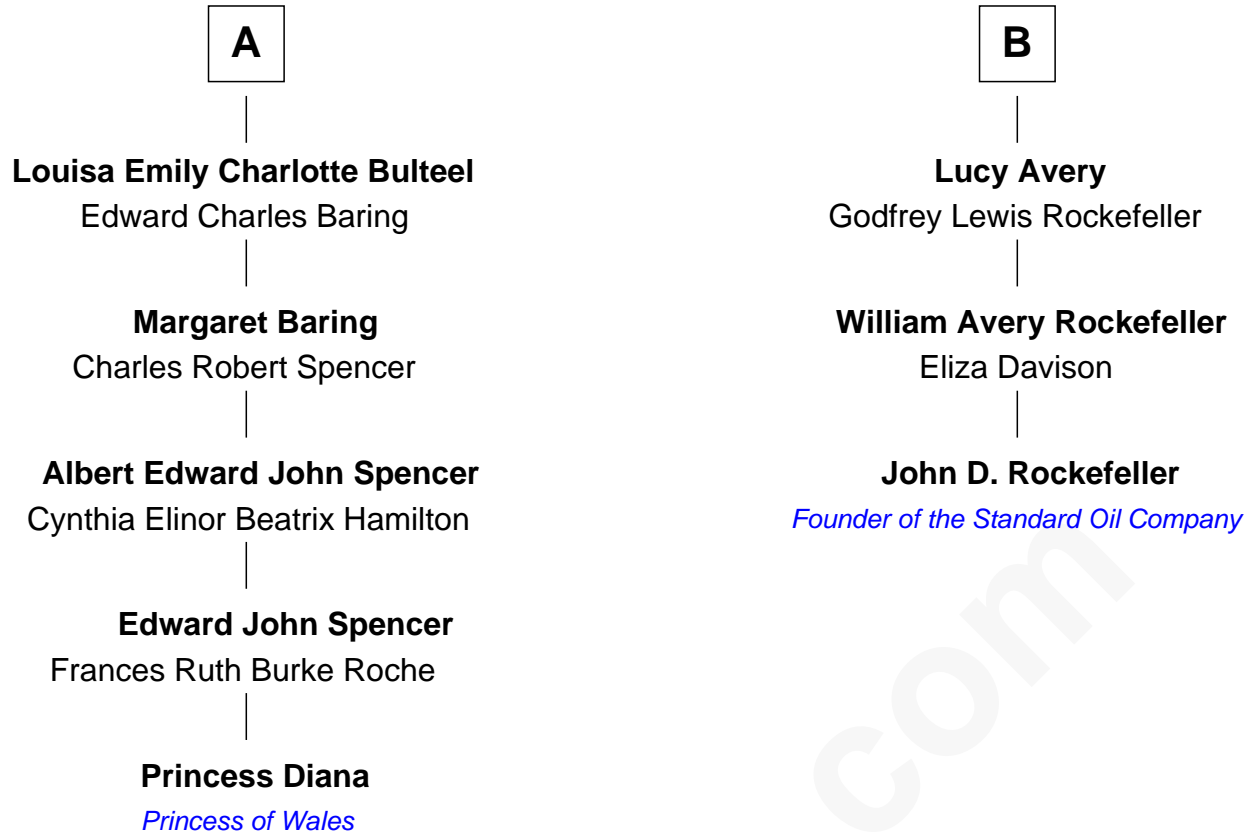 A
Louisa Emily Charlotte Bulteel
Edward Charles Baring
Margaret Baring
Charles Robert Spencer
Albert Edward John Spencer
Cynthia Elinor Beatrix Hamilton
Edward John Spencer
Frances Ruth Burke Roche
Princess Diana
Princess of Wales
B
Lucy Avery
Godfrey Lewis Rockefeller
William Avery Rockefeller
Eliza Davison
John D. Rockefeller
Founder of the Standard Oil Company
com